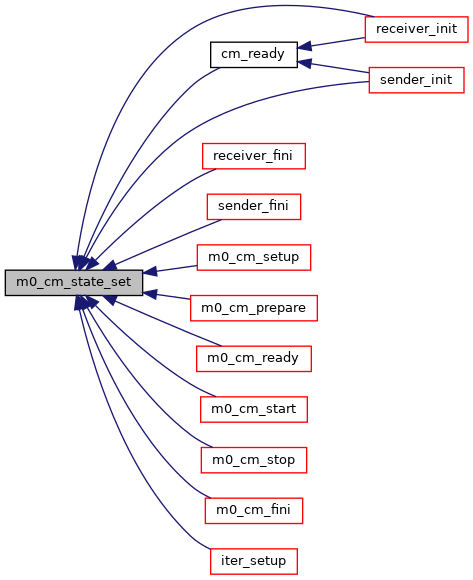 receiver_init
cm_ready
sender_init
receiver_fini
sender_fini
m0_cm_setup
m0_cm_state_set
m0_cm_prepare
m0_cm_ready
m0_cm_start
m0_cm_stop
m0_cm_fini
iter_setup